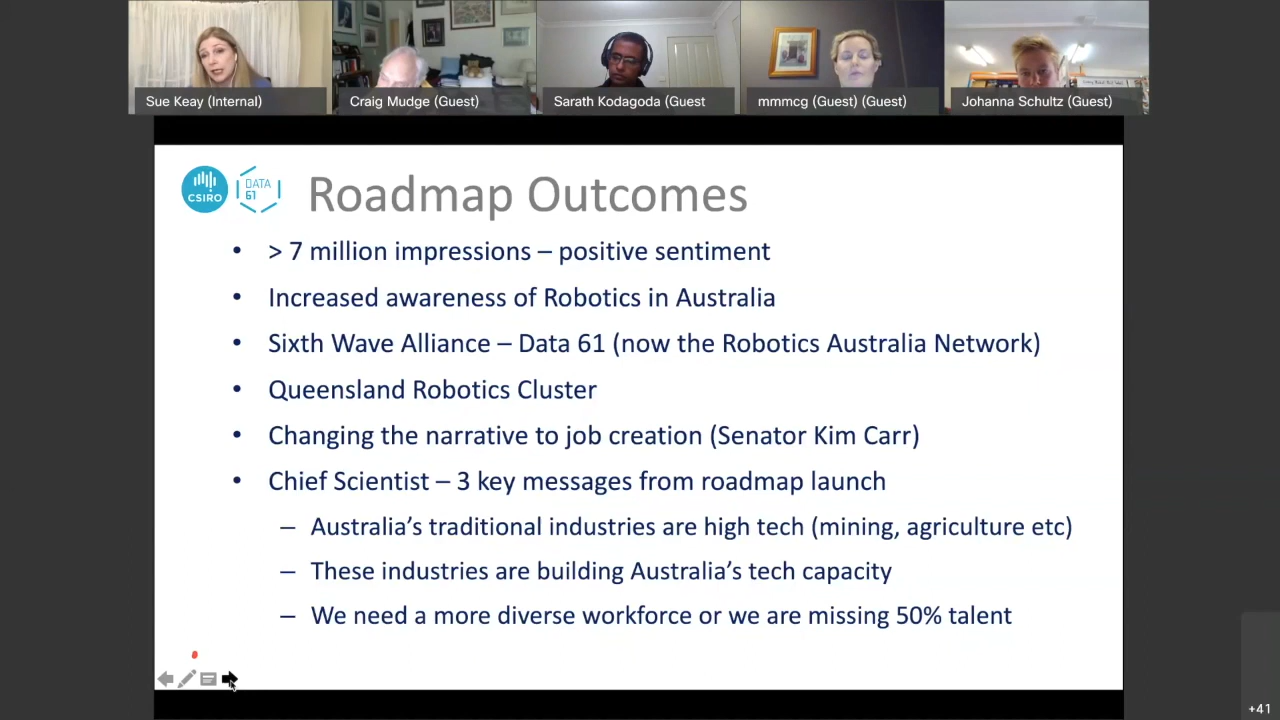 Sue Keay (Internal)
Craig Mudge (Guest)
Sarath Kodagoda (Guest
mmmcg (Guest) (Guest)
Johanna Schultz (Guest)
CSIRO
DATA
61
Roadmap Outcomes
• > 7 million impressions – positive sentiment
• Increased awareness of Robotics in Australia
• Sixth Wave Alliance – Data 61 (now the Robotics Australia Network)
• Queensland Robotics Cluster
• Changing the narrative to job creation (Senator Kim Carr)
• Chief Scientist – 3 key messages from roadmap launch
– Australia’s traditional industries are high tech (mining, agriculture etc)
– These industries are building Australia’s tech capacity
– We need a more diverse workforce or we are missing 50% talent
+41